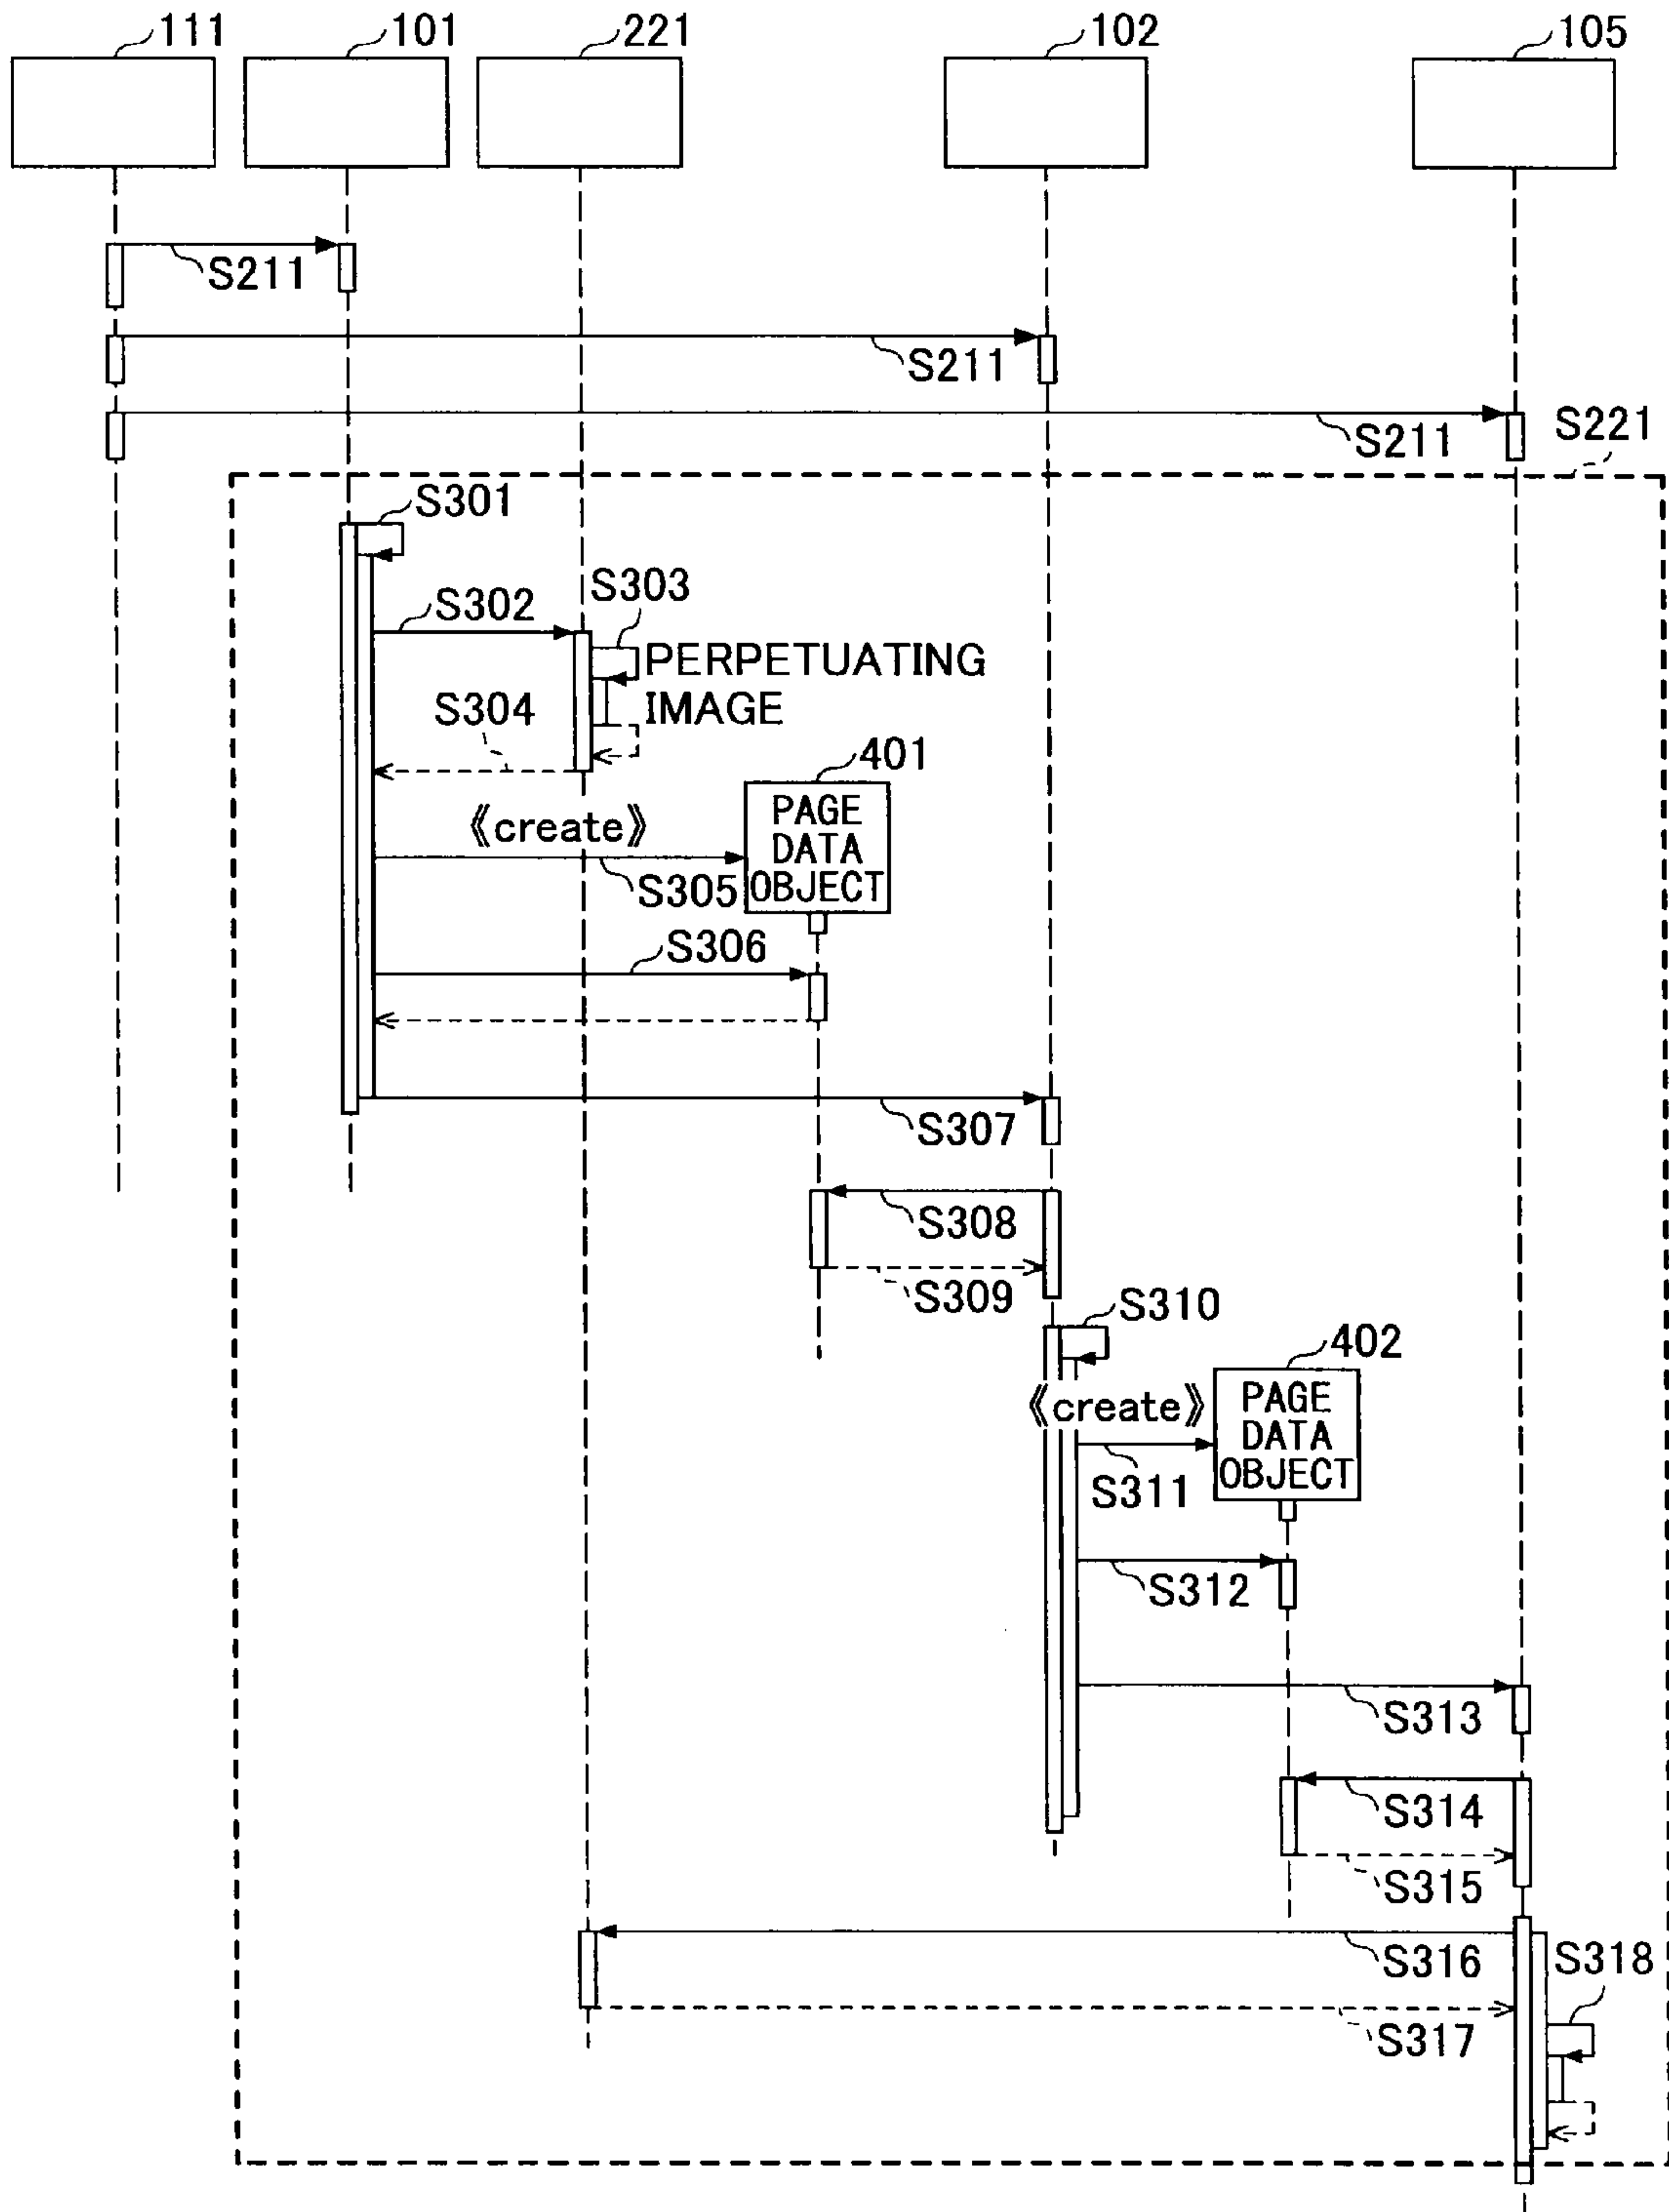 111
101
221
102
105
S211
S211
S211
S221
S301
S302
S303
PERPETUATING
IMAGE
S304
401
PAGE
DATA
OBJECT
《create》
S305
S306
S307
S308
S309
S310
402
《create》
PAGE
DATA
OBJECT
S311
S312
S313
S314
S315
S316
S318
S317